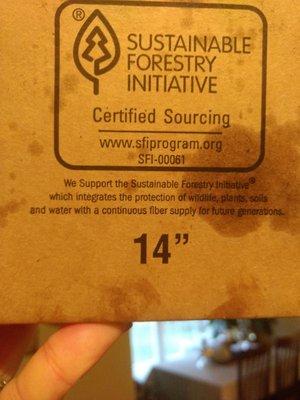 ®
SUSTAINABLE
FORESTRY
INITIATIVE
Certified Sourcing
www.sfiprogram.org
SFI-00061
We Support the Sustainable Forestry Initiative®
which integrates the protection of wildlife, plants, soils
and water with a continuous fiber supply for future generations.
14”